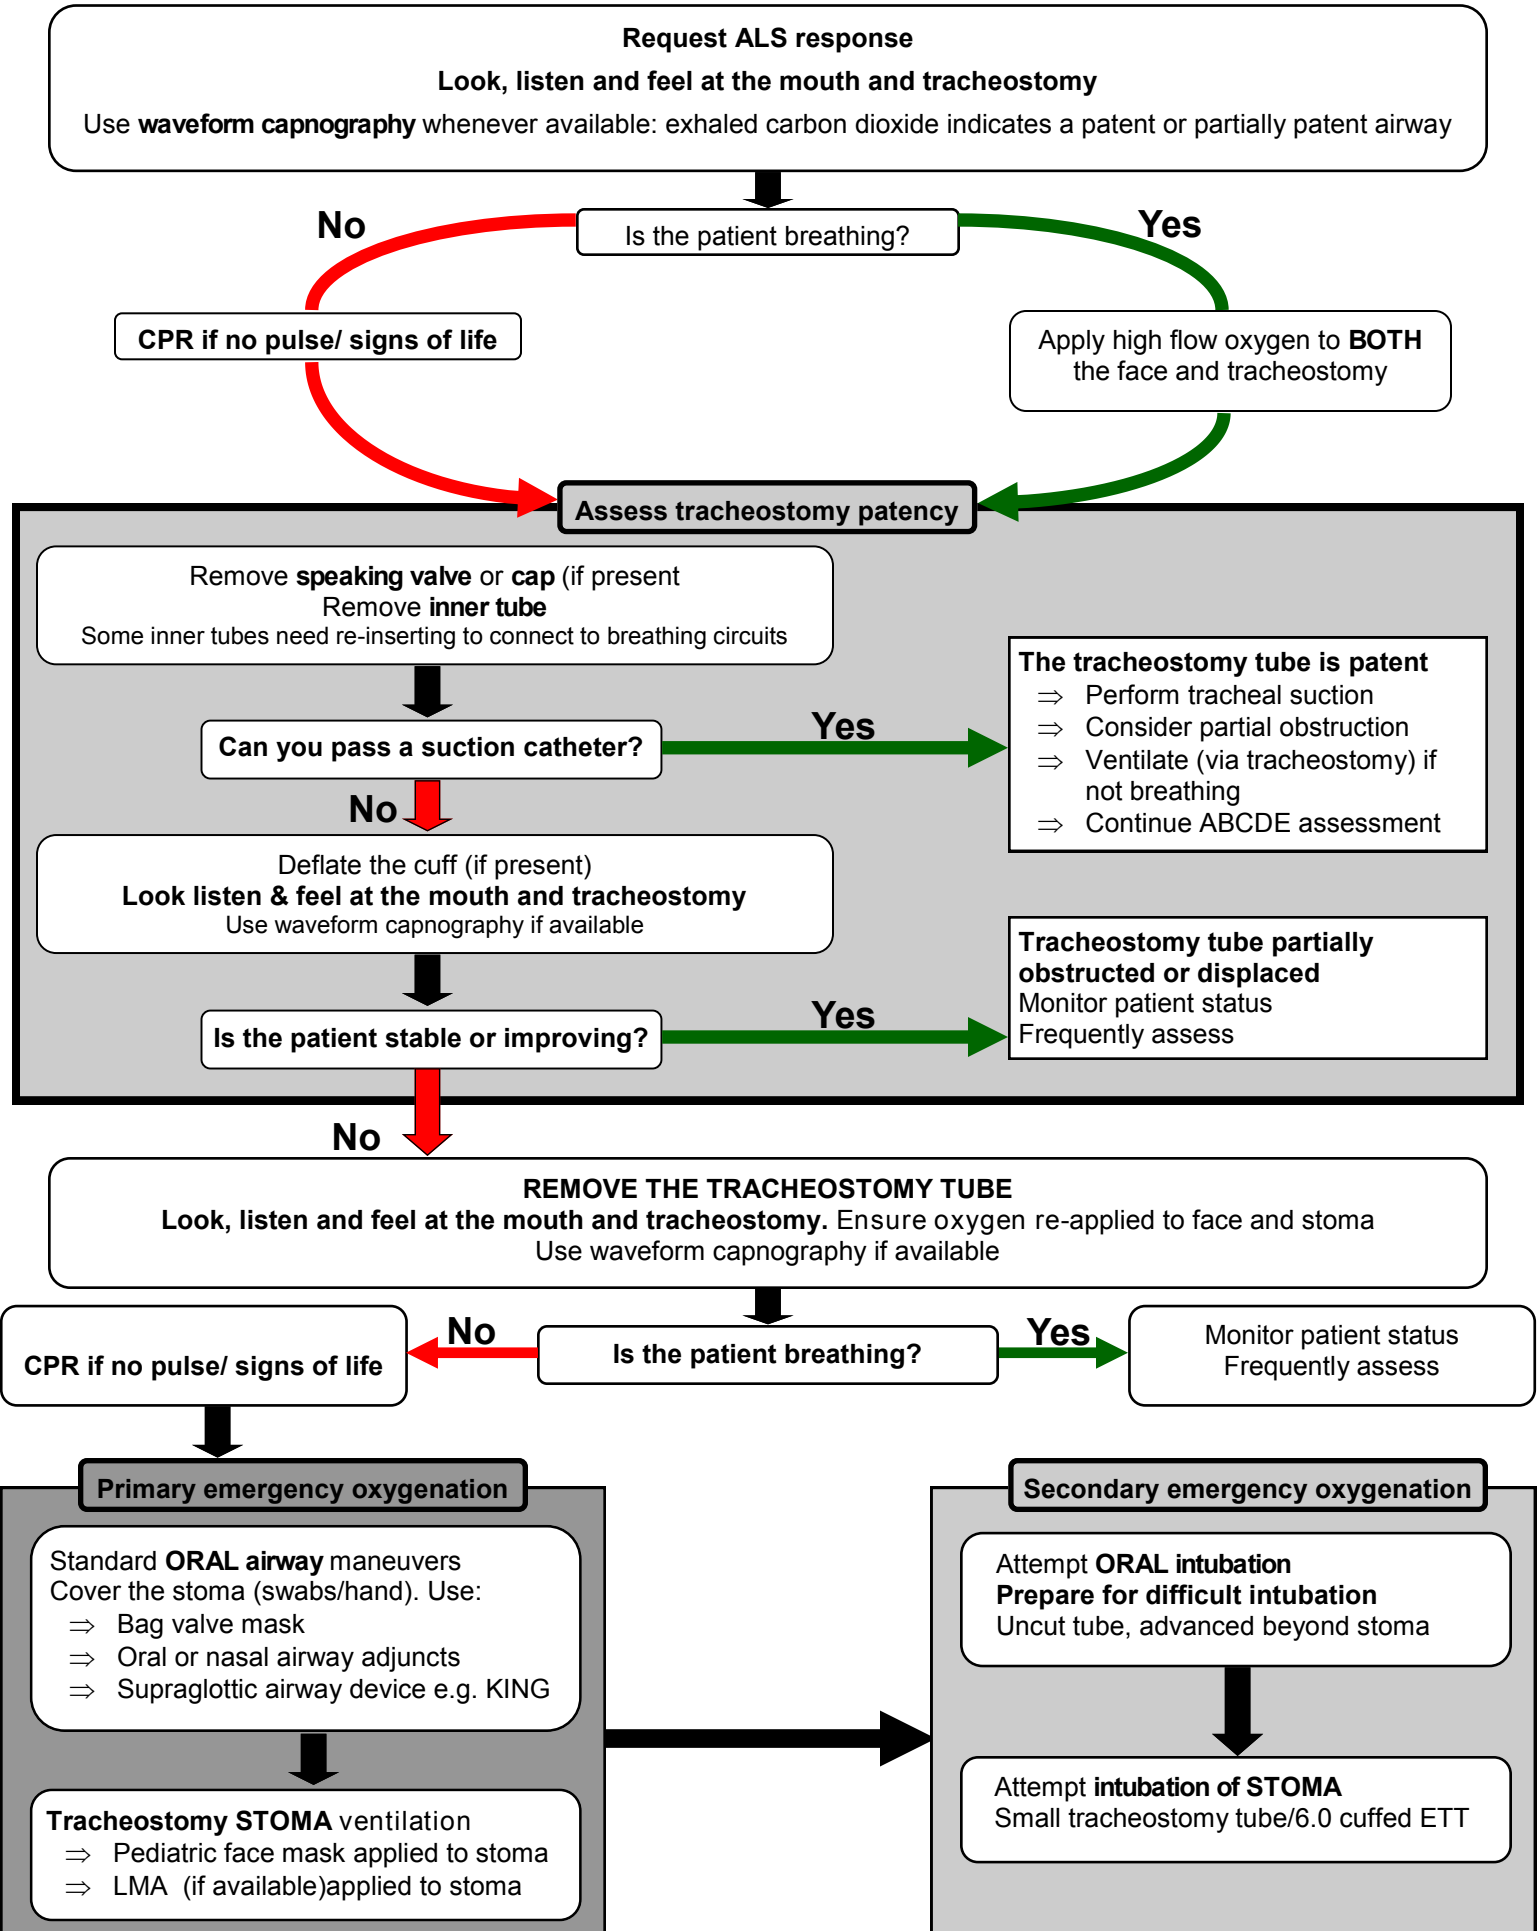 Request ALS response
Look, listen and feel at the mouth and tracheostomy
Use waveform capnography whenever available: exhaled carbon dioxide indicates a patent or partially patent airway
No
Is the patient breathing?
Yes
CPR if no pulse/ signs of life
Apply high flow oxygen to BOTH
the face and tracheostomy
Assess tracheostomy patency
Remove speaking valve or cap (if present
Remove inner tube
Some inner tubes need re-inserting to connect to breathing circuits
Can you pass a suction catheter?
Yes
The tracheostomy tube is patent
⇒ Perform tracheal suction
⇒ Consider partial obstruction
⇒ Ventilate (via tracheostomy) if
not breathing
⇒ Continue ABCDE assessment
No
Deflate the cuff (if present)
Look listen & feel at the mouth and tracheostomy
Use waveform capnography if available
Is the patient stable or improving?
Yes
Tracheostomy tube partially
obstructed or displaced
Monitor patient status
Frequently assess
No
REMOVE THE TRACHEOSTOMY TUBE
Look, listen and feel at the mouth and tracheostomy. Ensure oxygen re-applied to face and stoma
Use waveform capnography if available
Is the patient breathing?
No
CPR if no pulse/ signs of life
Yes
Monitor patient status
Frequently assess
Primary emergency oxygenation
Standard ORAL airway maneuvers
Cover the stoma (swabs/hand). Use:
⇒ Bag valve mask
⇒ Oral or nasal airway adjuncts
⇒ Supraglottic airway device e.g. KING
Tracheostomy STOMA ventilation
⇒ Pediatric face mask applied to stoma
⇒ LMA (if available)applied to stoma
Secondary emergency oxygenation
Attempt ORAL intubation
Prepare for difficult intubation
Uncut tube, advanced beyond stoma
Attempt intubation of STOMA
Small tracheostomy tube/6.0 cuffed ETT